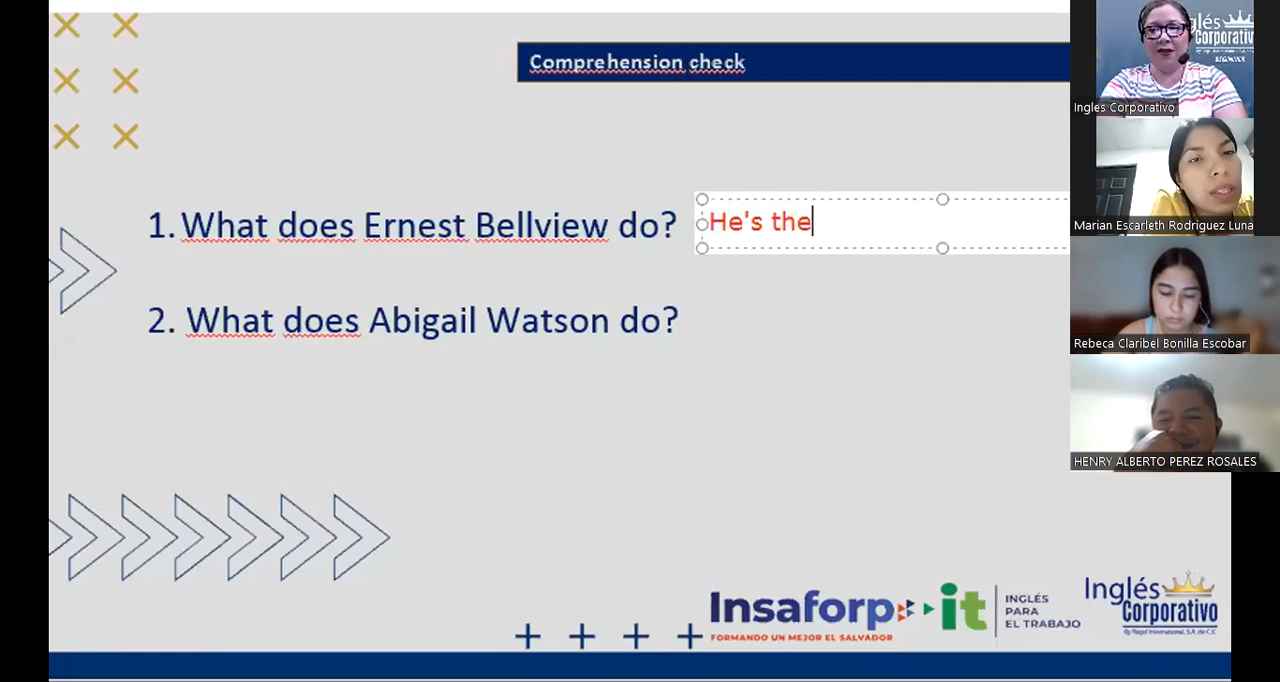 Comprehension check
1. What does Ernest Bellview do?
He's the
2. What does Abigail Watson do?
Insaforp
FORMANDO UN MEJOR EL SALVADOR
it
INGLÉS
PARA
EL TRABAJO
Inglés
Corporativo
glés
Corporativo
Ingles Corporativo
Marian Escarleth Rodriguez Luna
Rebeca Claribel Bonilla Escobar
HENRY ALBERTO PEREZ ROSALES